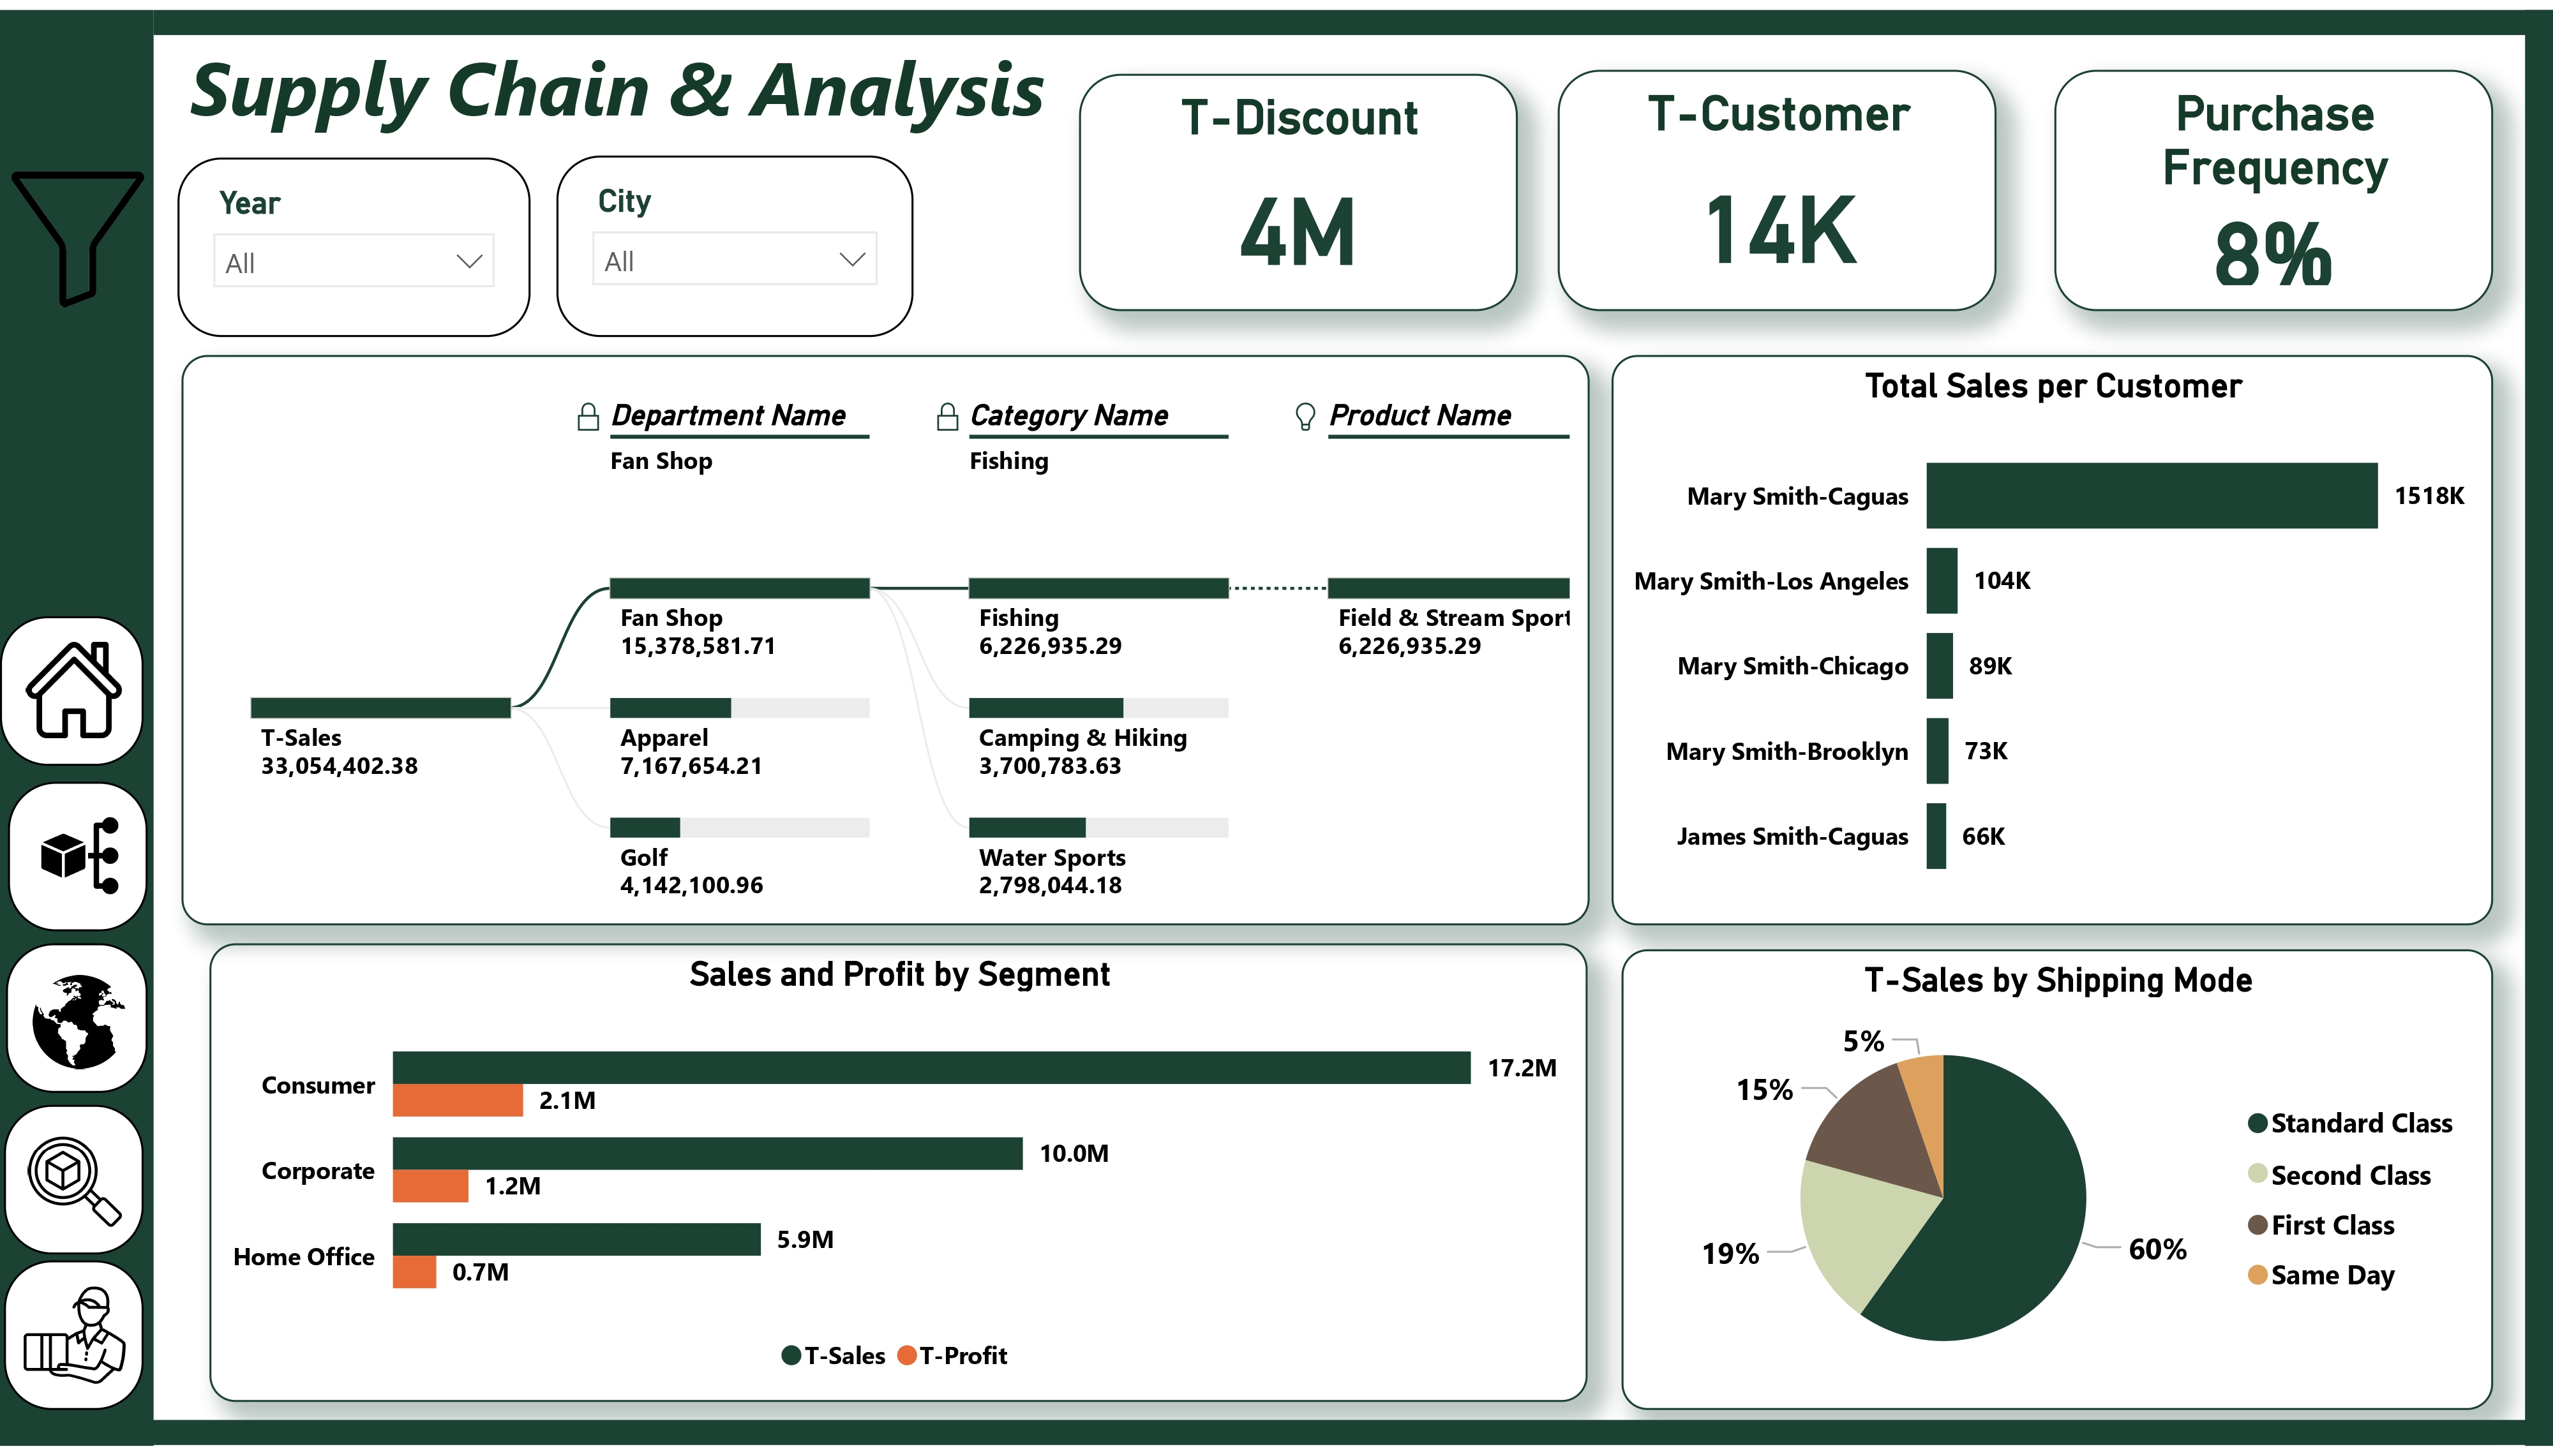 Supply Chain & Analysis
T-Discount
4M
T-Customer
14K
Purchase
Frequency
8%
Year
All
City
All
Department Name
Fan Shop
Category Name
Fishing
Product Name
T-Sales
33,054,402.38
Fan Shop
15,378,581.71
Apparel
7,167,654.21
Golf
4,142,100.96
Fishing
6,226,935.29
Camping & Hiking
3,700,783.63
Water Sports
2,798,044.18
Field & Stream Sport
6,226,935.29
Total Sales per Customer
Mary Smith-Caguas 1518K
Mary Smith-Los Angeles 104K
Mary Smith-Chicago 89K
Mary Smith-Brooklyn 73K
James Smith-Caguas 66K
Sales and Profit by Segment
Consumer
17.2M
2.1M
Corporate
10.0M
1.2M
Home Office
5.9M
0.7M
T-Sales T-Profit
T-Sales by Shipping Mode
5%
15%
19%
60%
Standard Class
Second Class
First Class
Same Day